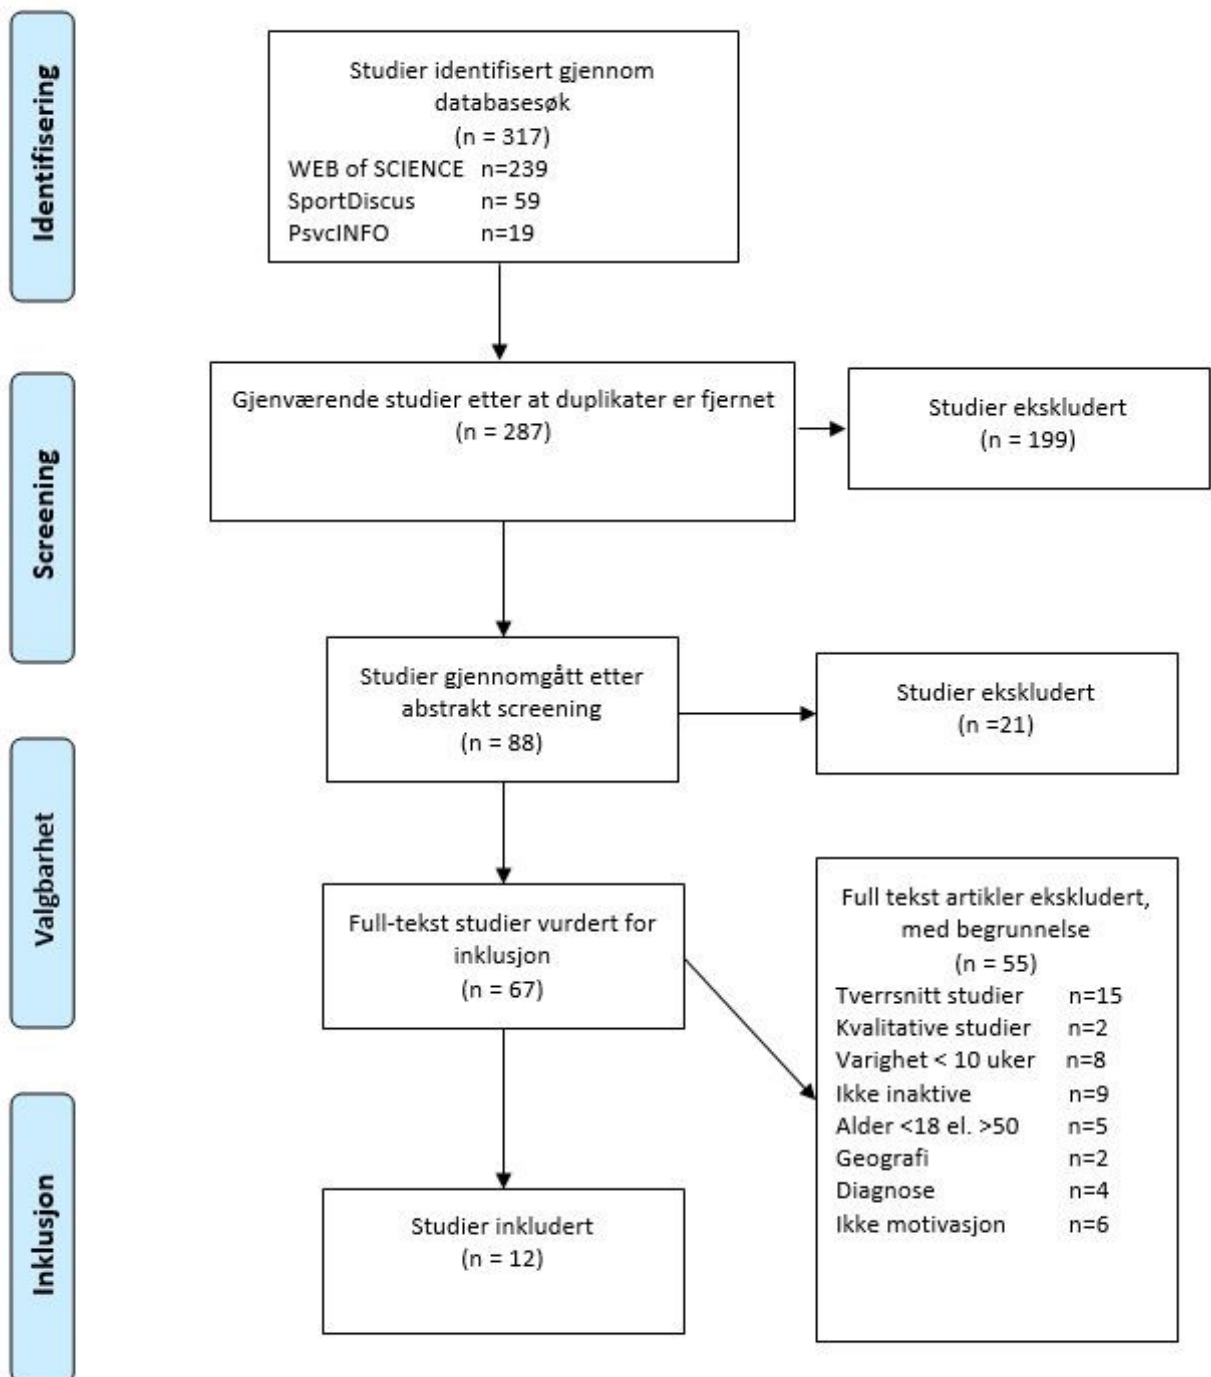 Identifisering
Studier identifisert gjennom
databasesøk
(n = 317)
WEB of SCIENCE n=239
SportDiscus n= 59
PsvcINFO n=19
Screening
Gjenværende studier etter at duplikater er fjernet
(n = 287)
Studier ekskludert
(n = 199)
Studier gjennomgått etter
abstrakt screening
(n = 88)
Studier ekskludert
(n =21)
Valgbarhet
Full-tekst studier vurdert for
inklusjon
(n = 67)
Full tekst artikler ekskludert,
med begrunnelse
(n = 55)
Tverrsnitt studier n=15
Kvalitative studier n=2
Varighet < 10 uker n=8
Ikke inaktive n=9
Alder <18 el. >50 n=5
Geografi n=2
Diagnose n=4
Ikke motivasjon n=6
Inklusjon
Studier inkludert
(n = 12)